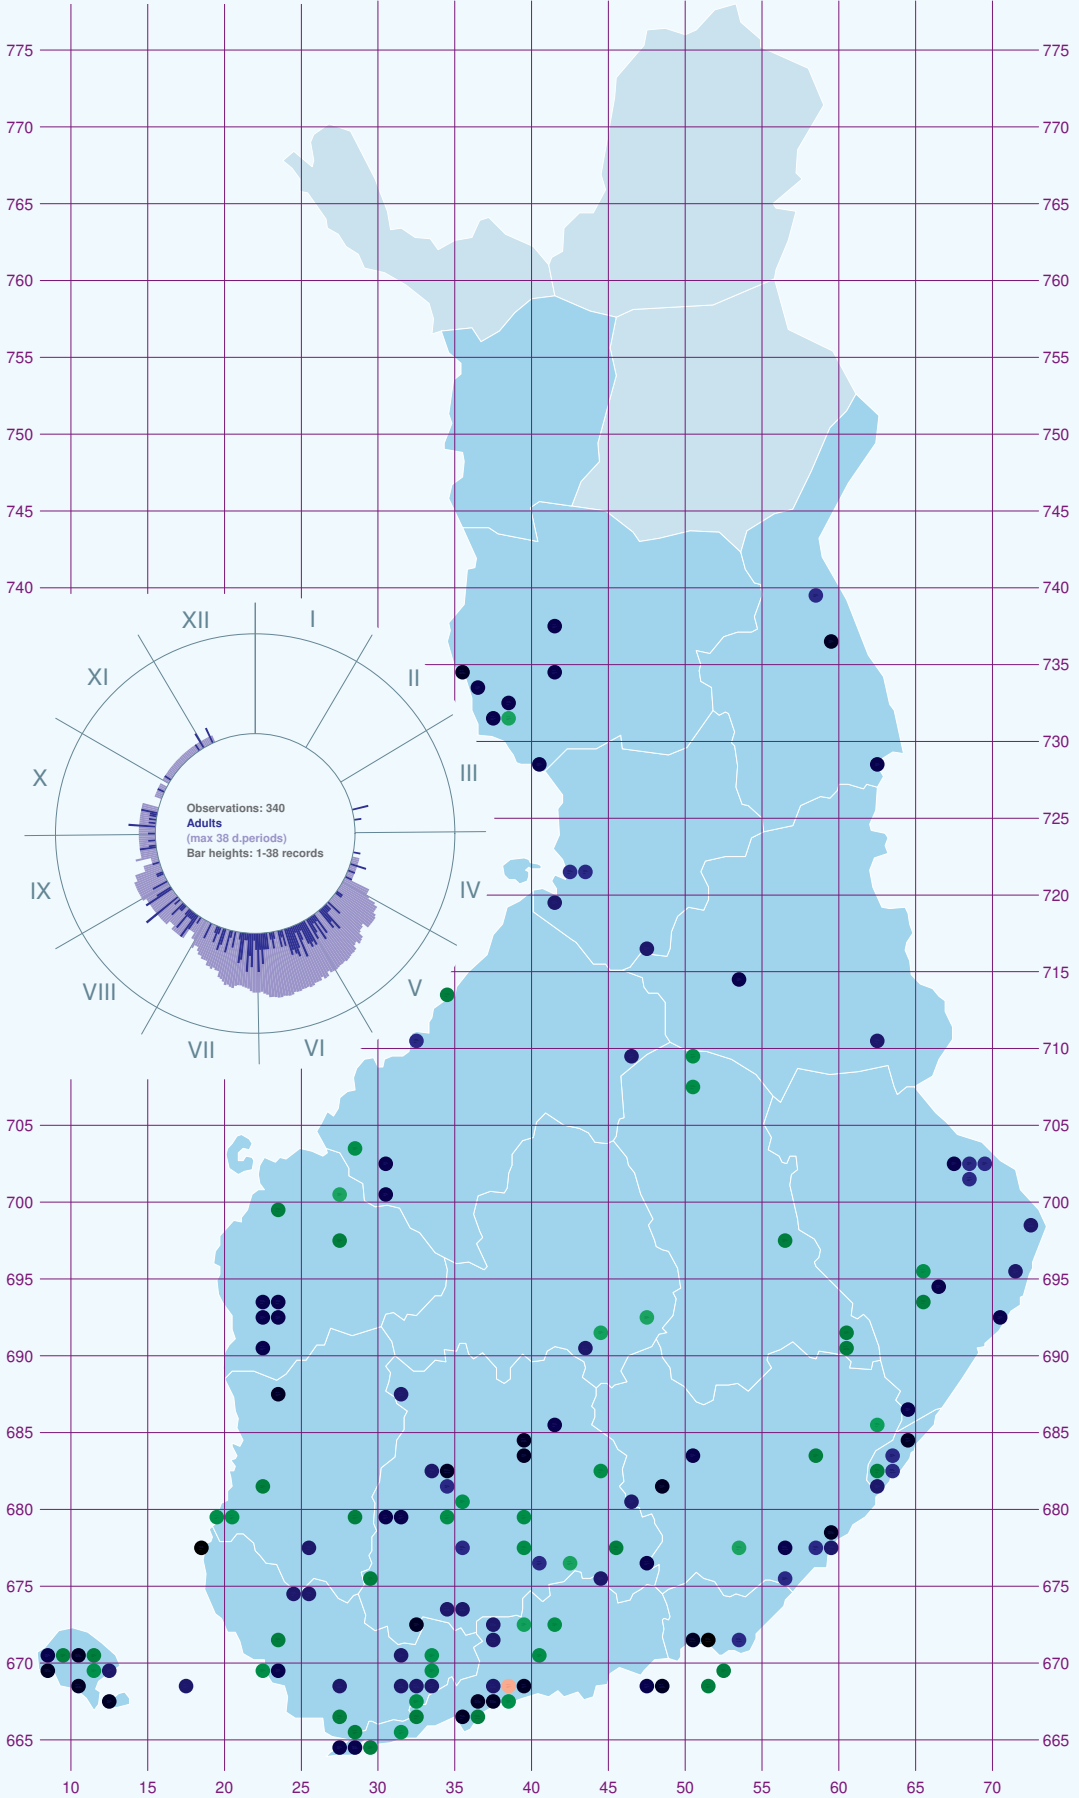 775 775
770 770
765 765
760 760
755 755
750 750
745 745
740 740
XII I
735
XI II
730
X III
725
Observations: 340
Adults
(max 38 d.periods)
Bar heights: 1-38 records
IX IV
720
VIII V
715
VII VI
710
705 705
700 700
695 695
690 690
685 685
680 680
675 675
670 670
665 665
10 15 20 25 30 35 40 45 50 55 60 65 70